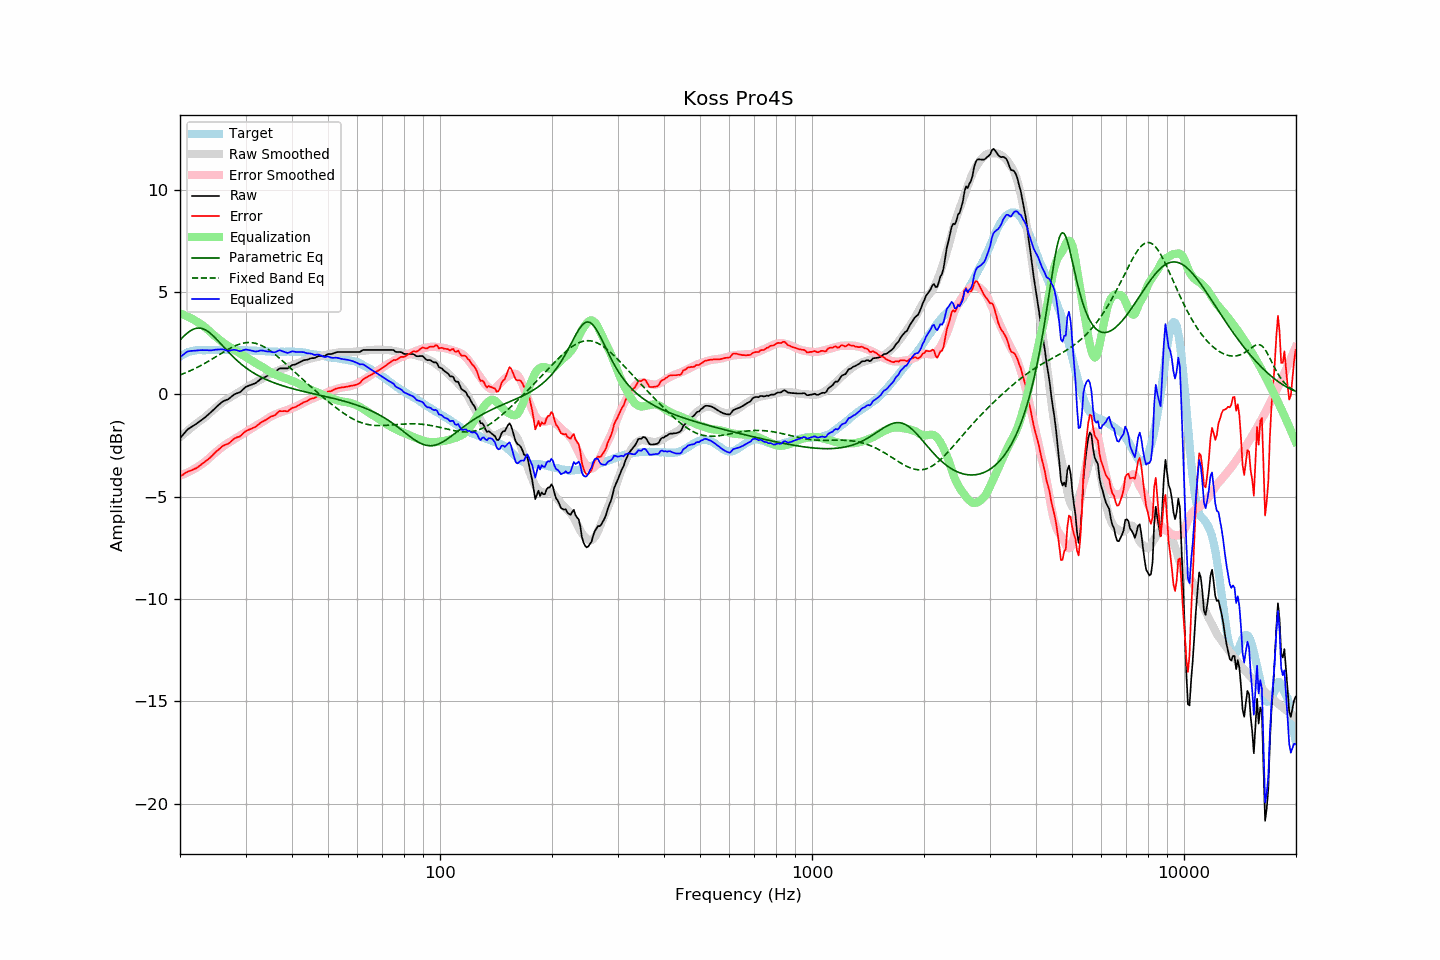 Koss Pro4S
Target
Raw Smoothed
Error Smoothed
Raw
Error
Equalization
Parametric Eq
Fixed Band Eq
Equalized
10
5
0
−5
−10
−15
−20
Amplitude (dBr)
100
1000
10000
Frequency (Hz)